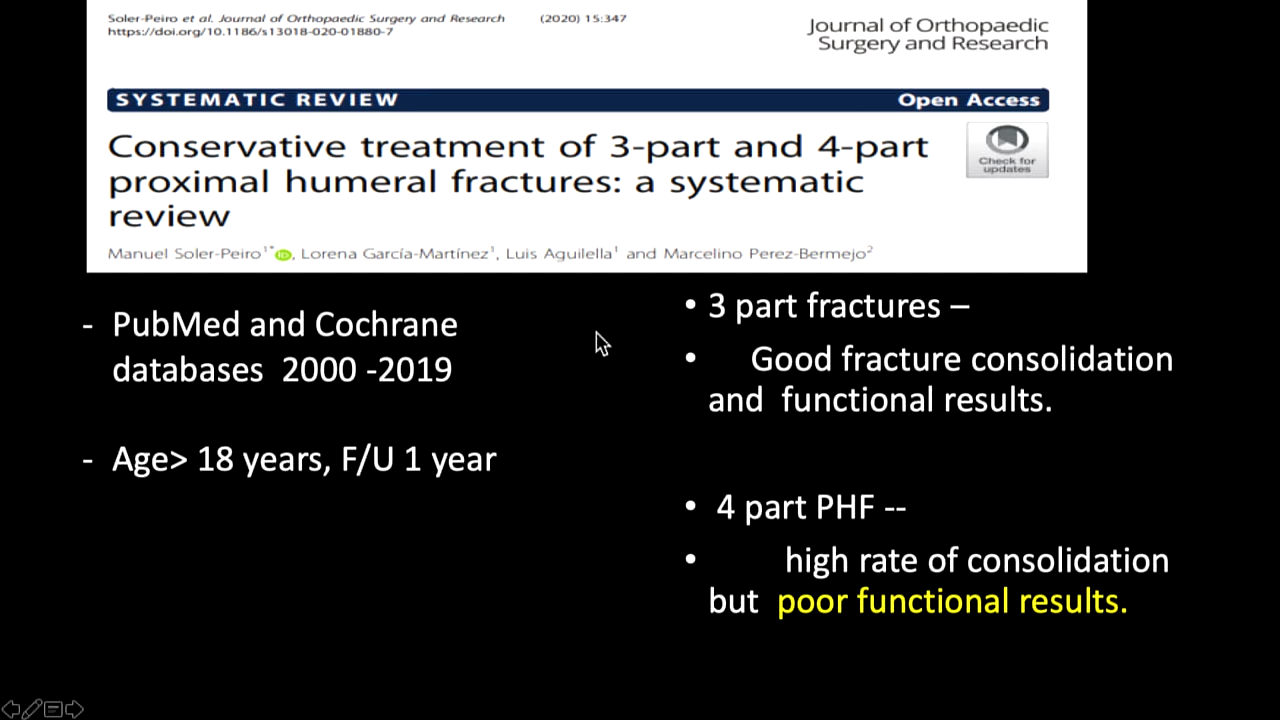 Soler-Peiro et al. Journal of Orthopaedic Surgery and Research (2020) 15:347
https://doi.org/10.1186/s13018-020-01880-7
Journal of Orthopaedic
Surgery and Research
SYSTEMATIC REVIEW Open Access
Conservative treatment of 3-part and 4-part
proximal humeral fractures: a systematic
review
Check for
updates
Manuel Soler-Peiro1* iD, Lorena García-Martínez1, Luis Aguilella1 and Marcelino Perez-Bermejo2
- PubMed and Cochrane
databases 2000 -2019
- Age> 18 years, F/U 1 year
• 3 part fractures –
• Good fracture consolidation
and functional results.
• 4 part PHF --
• high rate of consolidation
but poor functional results.